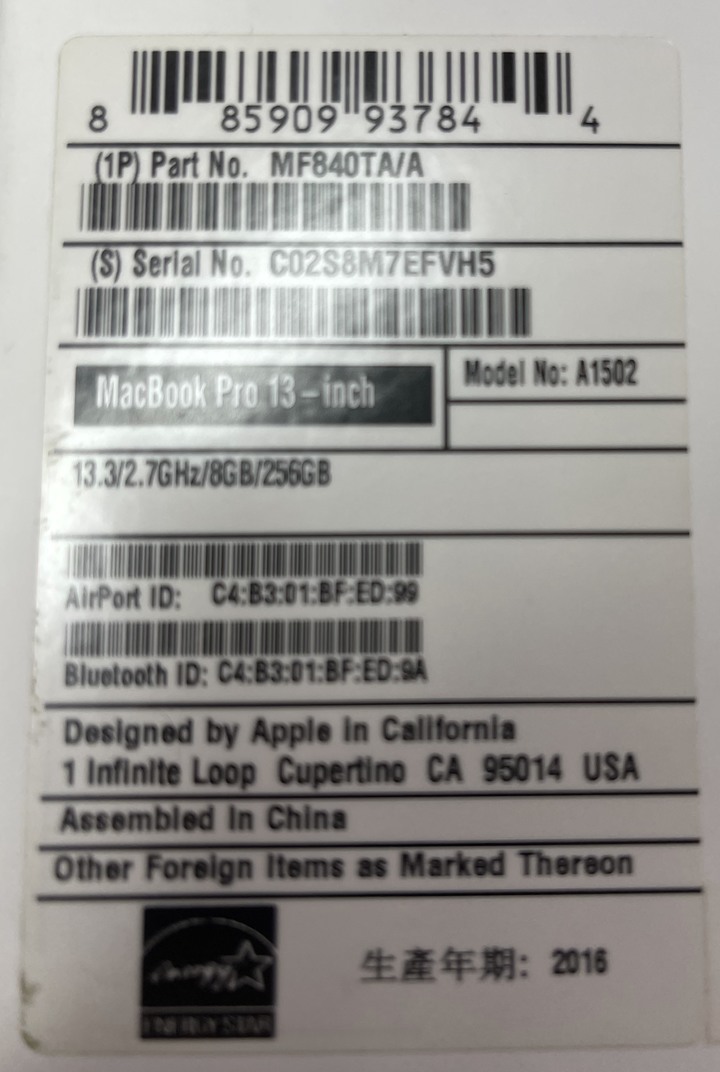 8 85909 93784 4
(1P) Part No. MF840TA/A
(S) Serial No. C02S8M7EFVH5
MacBook Pro 13-inch
Model No: A1502
13.3/2.7GHz/8GB/256GB
AirPort ID: C4:B3:01:BF:ED:99
Bluetooth ID: C4:B3:01:BF:ED:9A
Designed by Apple in California
1 Infinite Loop Cupertino CA 95014 USA
Assembled in China
Other Foreign Items as Marked Thereon
energy
ENERGY STAR
生產年期: 2016